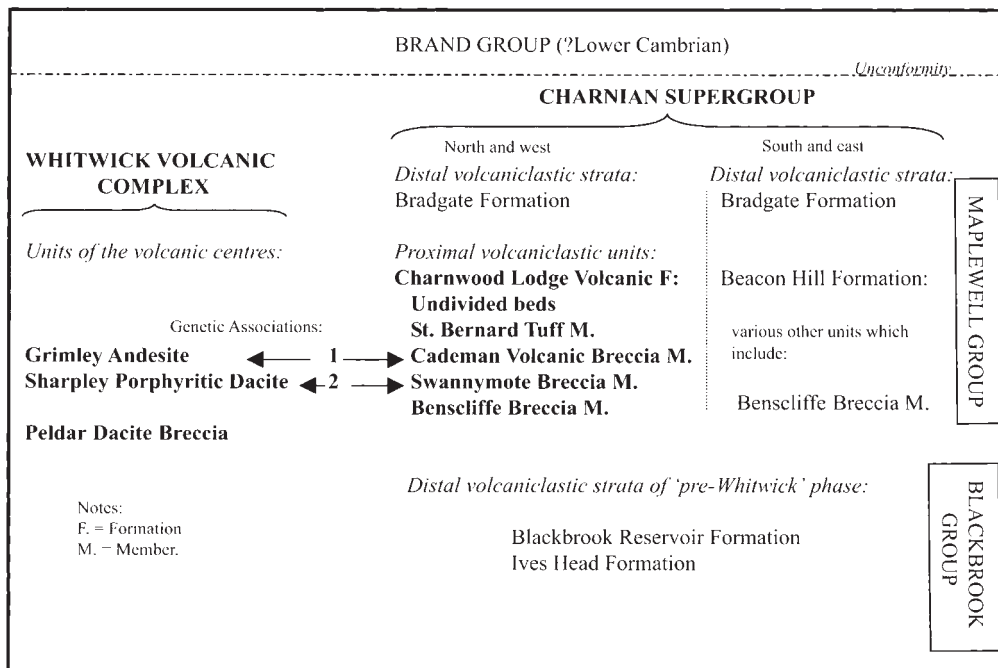 BRAND GROUP (?Lower Cambrian)
Unconformity
CHARNIAN SUPERGROUP
WHITWICK VOLCANIC
COMPLEX
Units of the volcanic centres:
Genetic Associations:
Grimley Andesite
1
Sharpley Porphyritic Dacite
2
Peldar Dacite Breccia
Notes:
F. = Formation
M. = Member.
North and west
Distal volcaniclastic strata:
Bradgate Formation
Proximal volcaniclastic units:
Charnwood Lodge Volcanic F:
Undivided beds
St. Bernard Tuff M.
Cademan Volcanic Breccia M.
Swannymote Breccia M.
Benscliffe Breccia M.
South and east
Distal volcaniclastic strata:
Bradgate Formation
Beacon Hill Formation:
various other units which
include:
Benscliffe Breccia M.
MAPLEWELL GROUP
Distal volcaniclastic strata of ‘pre-Whitwick’ phase:
Blackbrook Reservoir Formation
Ives Head Formation
BLACKBROOK
GROUP